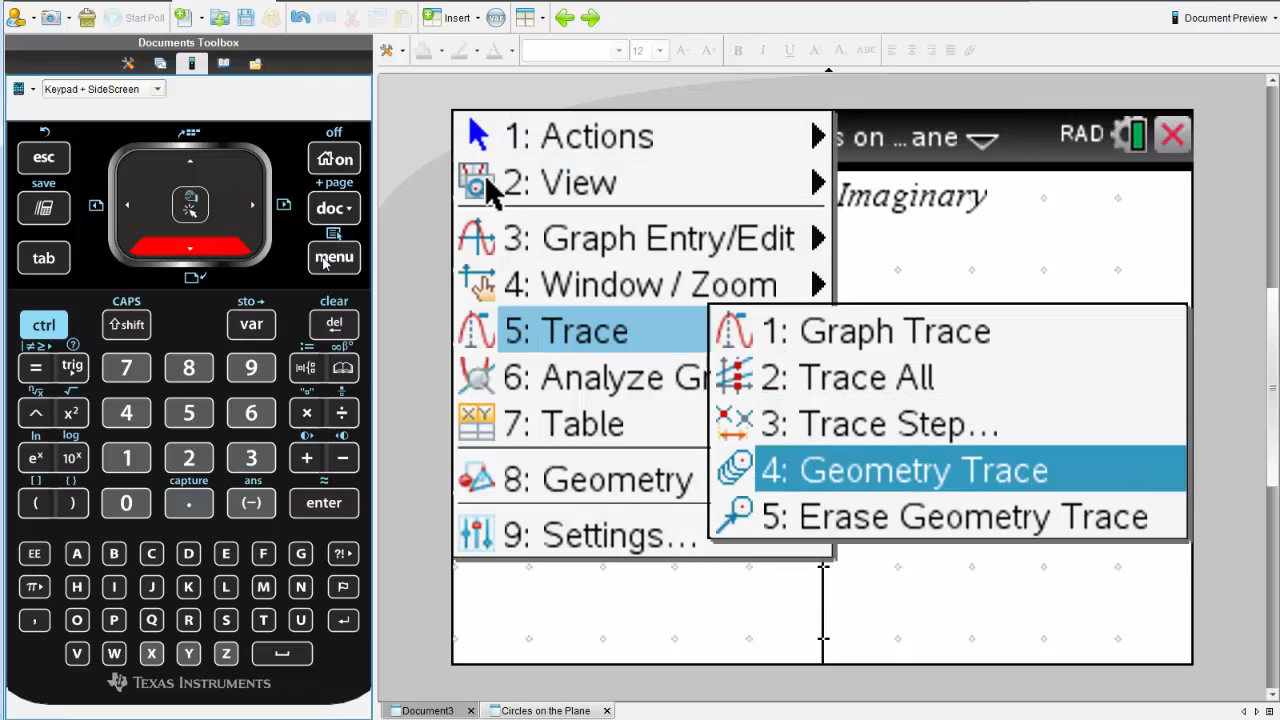 Start Poll
Insert
Document Preview
Documents Toolbox
Keypad + SideScreen
12
B I U A A ABC
off
esc
on
save
+ page
doc
tab
menu
CAPS
sto
clear
ctrl
shift
var
del
= trig 7 8 9
^ x² 4 5 6 × ÷
ln log
eˣ 10ˣ 1 2 3 + −
[ ] { } capture ans ≈
( ) 0 . (−) enter
EE A B C D E F G ?!
π H I J K L M N
, O P Q R S T U
V W X Y Z
TEXAS INSTRUMENTS
1: Actions
2: View
3: Graph Entry/Edit
4: Window / Zoom
5: Trace
6: Analyze Gr
7: Table
8: Geometry
9: Settings...
s on ...ane
RAD
Imaginary
1: Graph Trace
2: Trace All
3: Trace Step...
4: Geometry Trace
5: Erase Geometry Trace
Document3
Circles on the Plane